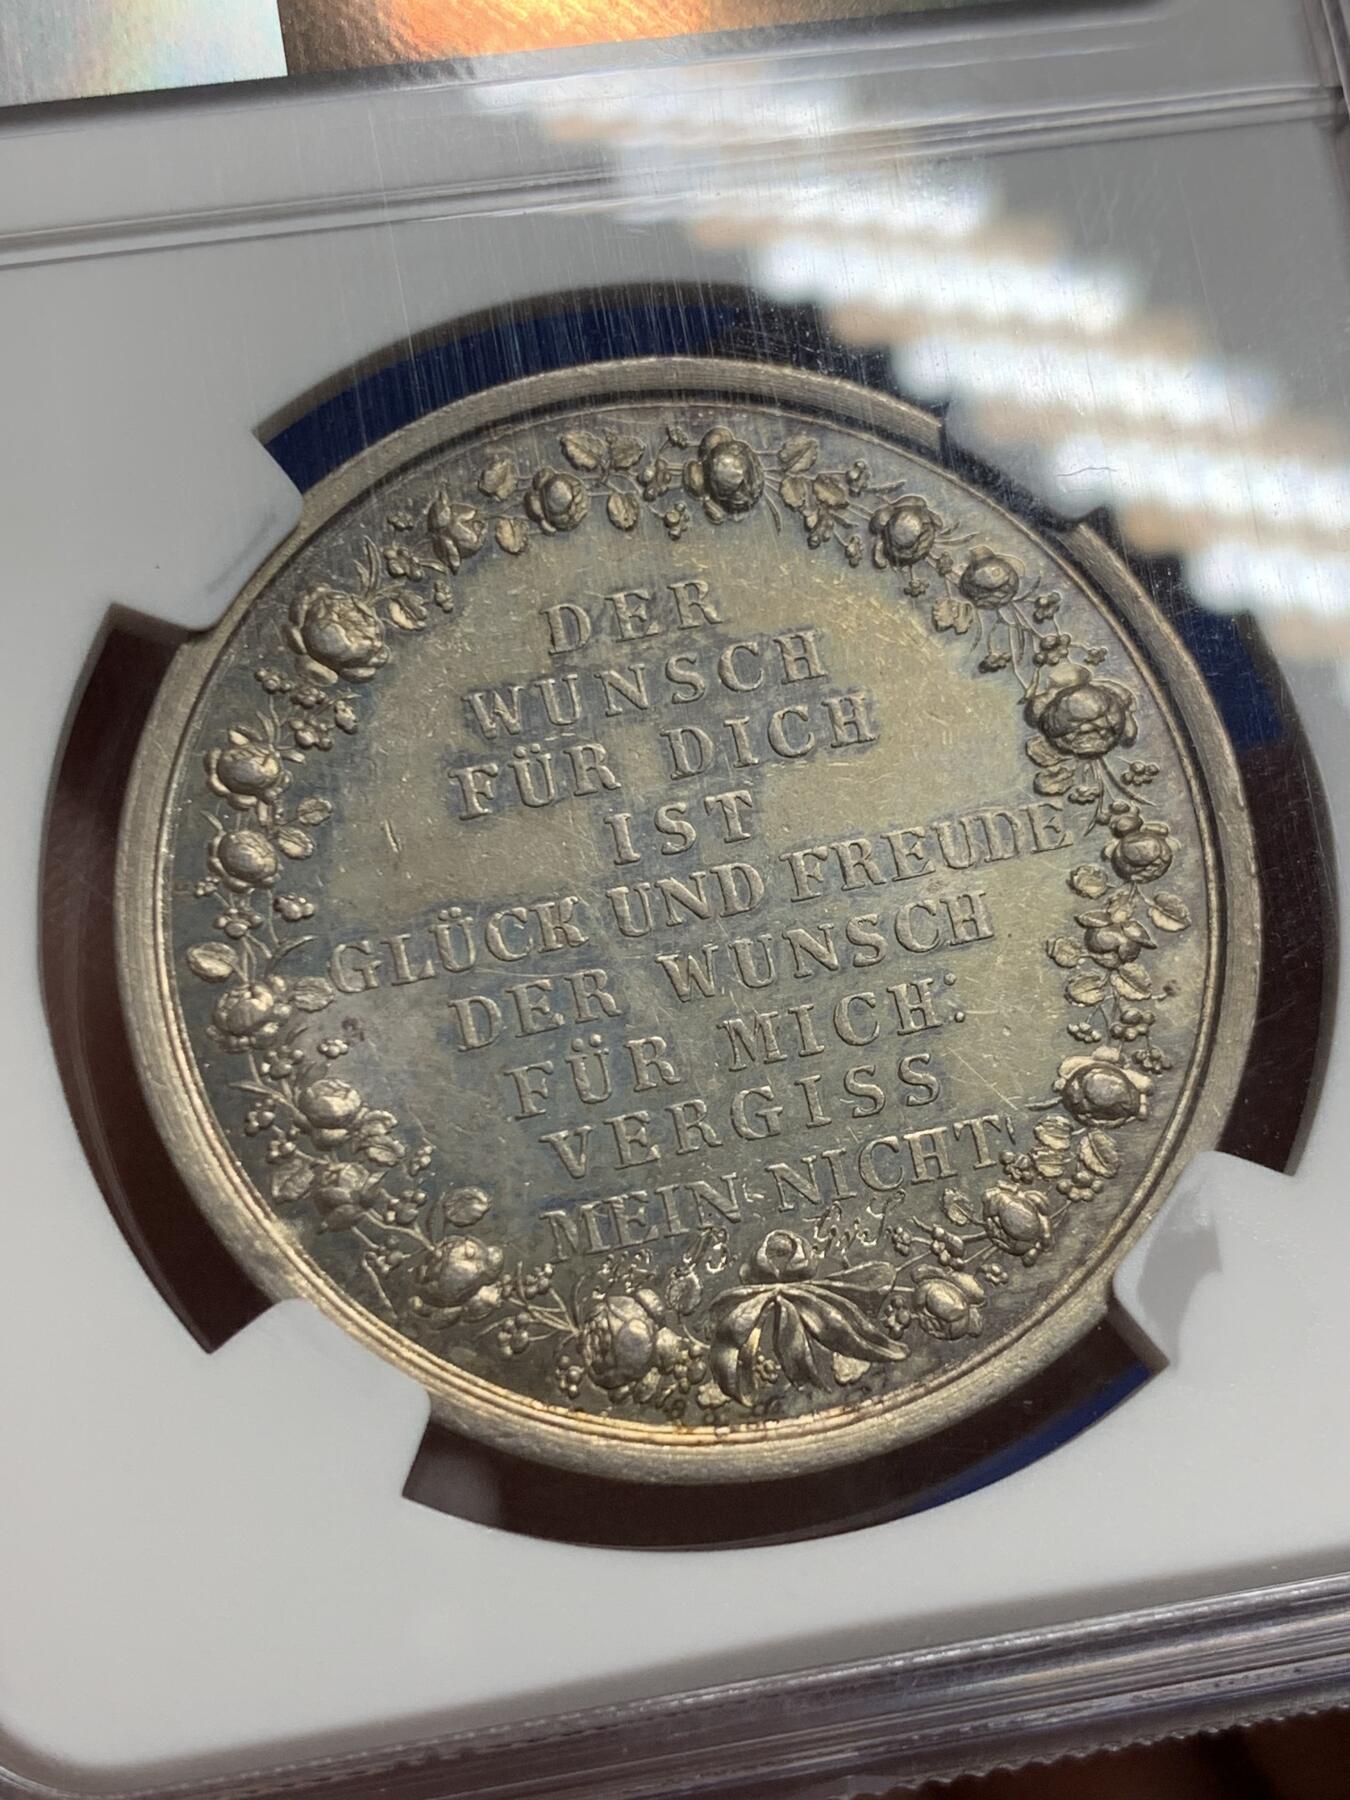 DER
WUNSCH
FÜR DICH
IST
GLÜCK UND FREUDE
DER WUNSCH
FÜR MICH:
VERGISS
MEIN NICHT!